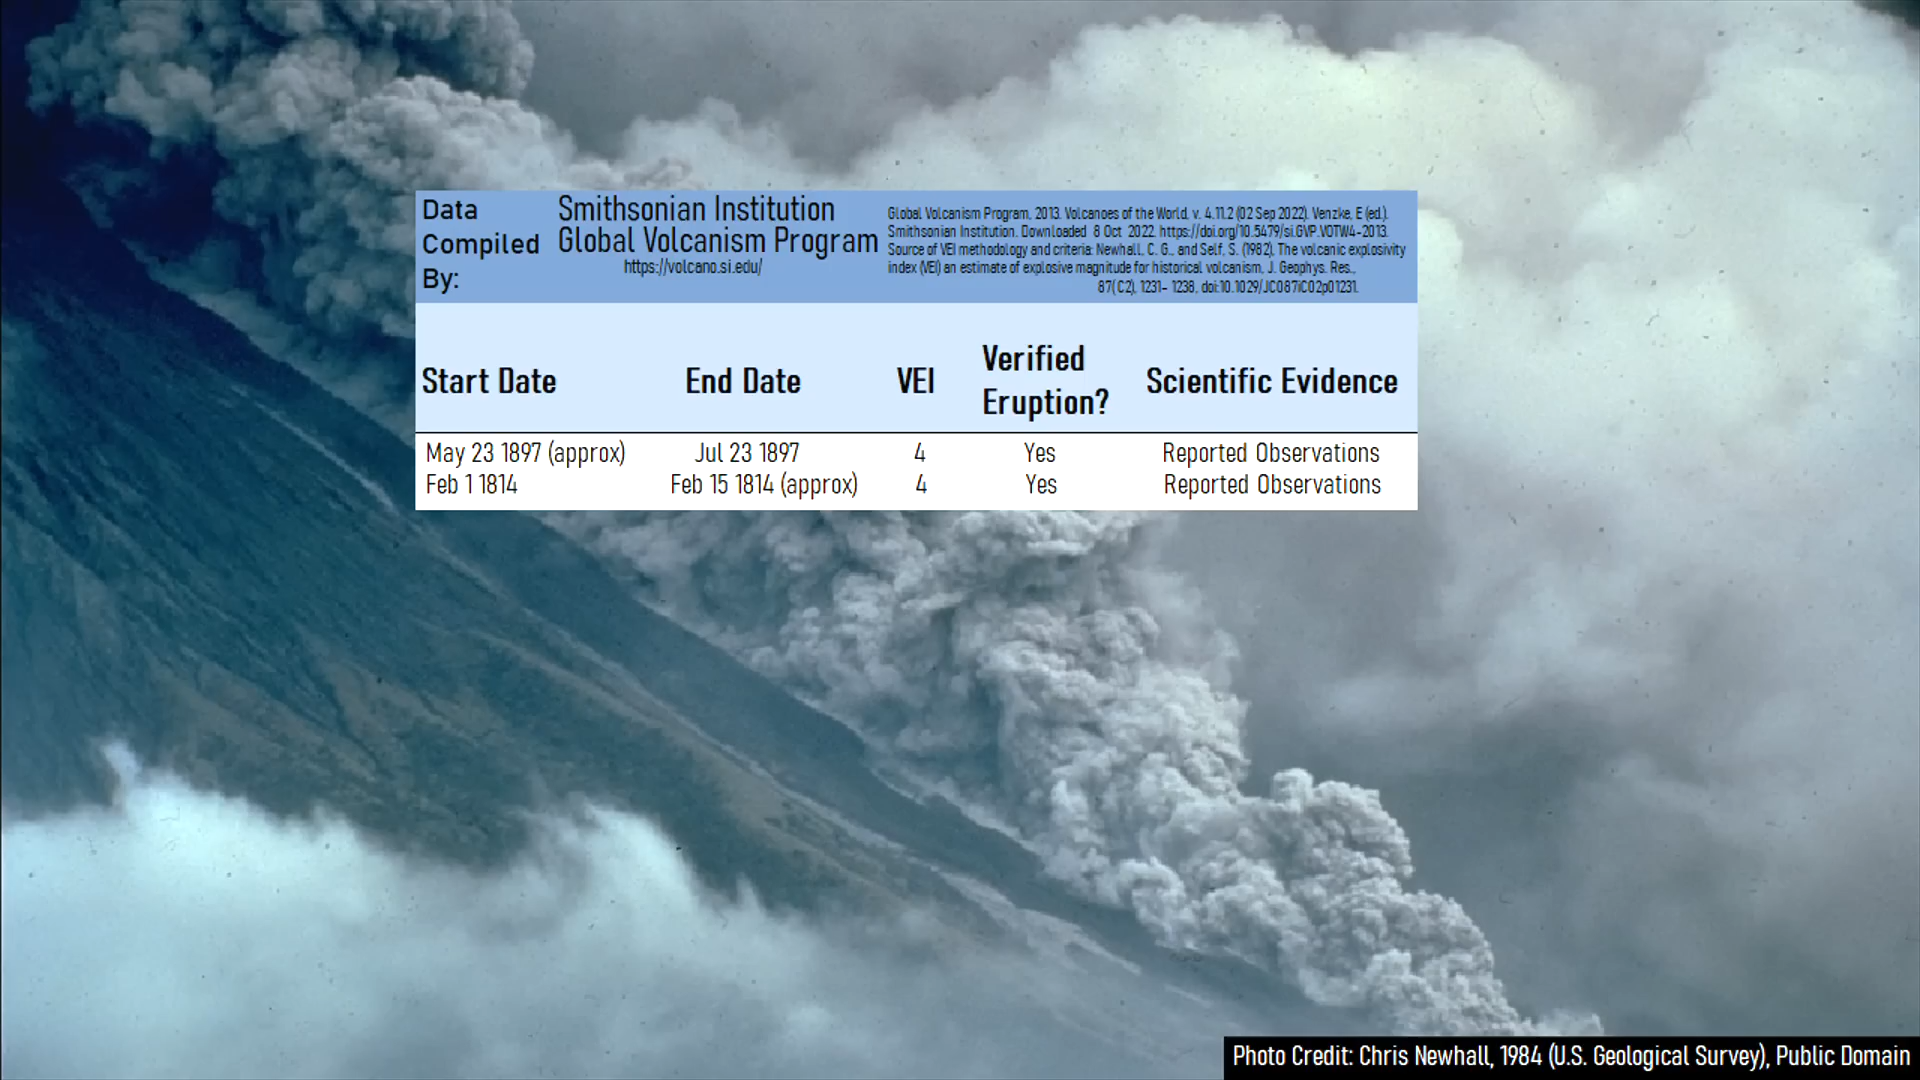 Data
Compiled
By:
Smithsonian Institution
Global Volcanism Program
https://volcano.si.edu/
Global Volcanism Program, 2013. Volcanoes of the World, v. 4.11.2 (02 Sep 2022). Venzke, E (ed.).
Smithsonian Institution. Downloaded 8 Oct 2022. https://doi.org/10.5479/si.GVP.VOTW4-2013.
Source of VEI methodology and criteria: Newhall, C. G., and Self, S. (1982), The volcanic explosivity
index (VEI) an estimate of explosive magnitude for historical volcanism, J. Geophys. Res.,
87(C2), 1231– 1238, doi:10.1029/JC087iC02p01231.
Start Date End Date VEI Verified Eruption? Scientific Evidence
May 23 1897 (approx) Jul 23 1897 4 Yes Reported Observations
Feb 1 1814 Feb 15 1814 (approx) 4 Yes Reported Observations
Photo Credit: Chris Newhall, 1984 (U.S. Geological Survey), Public Domain